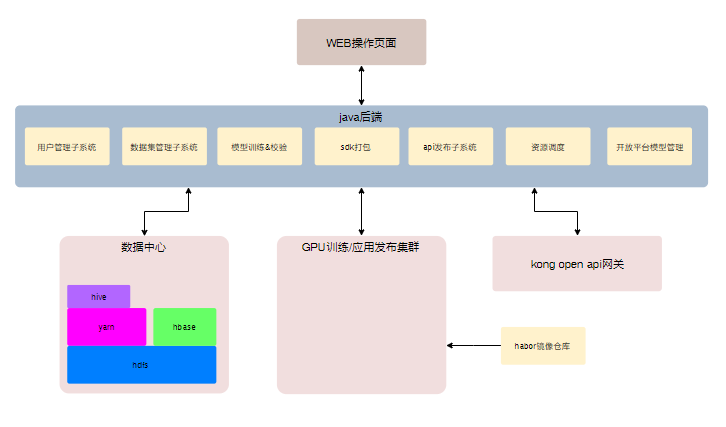 WEB操作页面
java后端
用户管理子系统
数据集管理子系统
模型训练&校验
sdk打包
api发布子系统
资源调度
开放平台模型管理
数据中心
GPU训练/应用发布集群
kong open api网关
hive
yarn
hbase
hdfs
habor镜像仓库